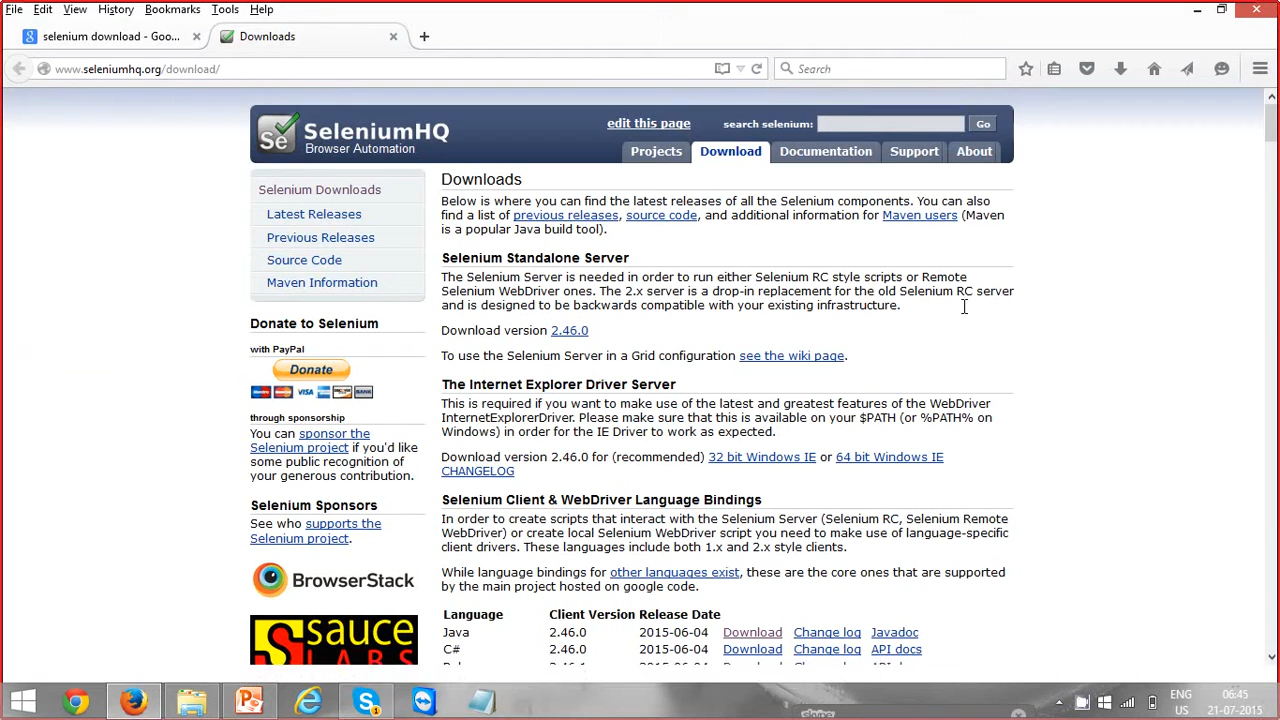 File Edit View History Bookmarks Tools Help
selenium download - Goo...
Downloads
www.seleniumhq.org/download/
Search
Se
SeleniumHQ
Browser Automation
edit this page
search selenium:
Go
Projects
Download
Documentation
Support
About
Selenium Downloads
Latest Releases
Previous Releases
Source Code
Maven Information
Donate to Selenium
with PayPal
Donate
through sponsorship
You can sponsor the
Selenium project if you'd like
some public recognition of
your generous contribution.
Selenium Sponsors
See who supports the
Selenium project.
BrowserStack
sauce
LABS
Downloads
Below is where you can find the latest releases of all the Selenium components. You can also
find a list of previous releases, source code, and additional information for Maven users (Maven
is a popular Java build tool).
Selenium Standalone Server
The Selenium Server is needed in order to run either Selenium RC style scripts or Remote
Selenium WebDriver ones. The 2.x server is a drop-in replacement for the old Selenium RC server
and is designed to be backwards compatible with your existing infrastructure.
Download version 2.46.0
To use the Selenium Server in a Grid configuration see the wiki page.
The Internet Explorer Driver Server
This is required if you want to make use of the latest and greatest features of the WebDriver
InternetExplorerDriver. Please make sure that this is available on your $PATH (or %PATH% on
Windows) in order for the IE Driver to work as expected.
Download version 2.46.0 for (recommended) 32 bit Windows IE or 64 bit Windows IE
CHANGELOG
Selenium Client & WebDriver Language Bindings
In order to create scripts that interact with the Selenium Server (Selenium RC, Selenium Remote
WebDriver) or create local Selenium WebDriver script you need to make use of language-specific
client drivers. These languages include both 1.x and 2.x style clients.
While language bindings for other languages exist, these are the core ones that are supported
by the main project hosted on google code.
Language Client Version Release Date
Java 2.46.0 2015-06-04 Download Change log Javadoc
C# 2.46.0 2015-06-04 Download Change log API docs
ENG
US
06:45
21-07-2015